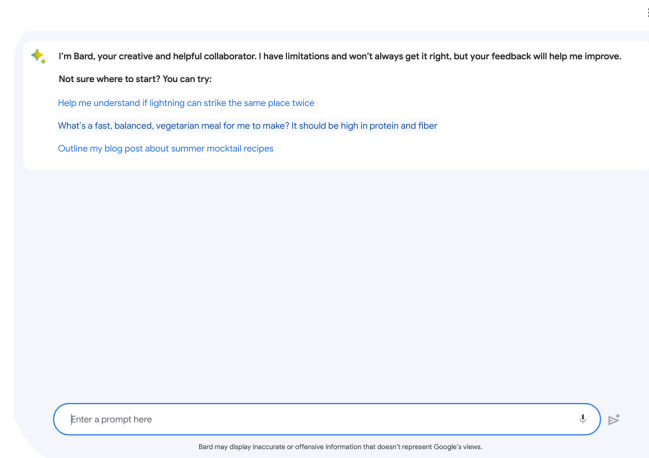 I'm Bard, your creative and helpful collaborator. I have limitations and won't always get it right, but your feedback will help me improve.
Not sure where to start? You can try:
Help me understand if lightning can strike the same place twice
What's a fast, balanced, vegetarian meal for me to make? It should be high in protein and fiber
Outline my blog post about summer mocktail recipes
Enter a prompt here
Bard may display inaccurate or offensive information that doesn't represent Google's views.